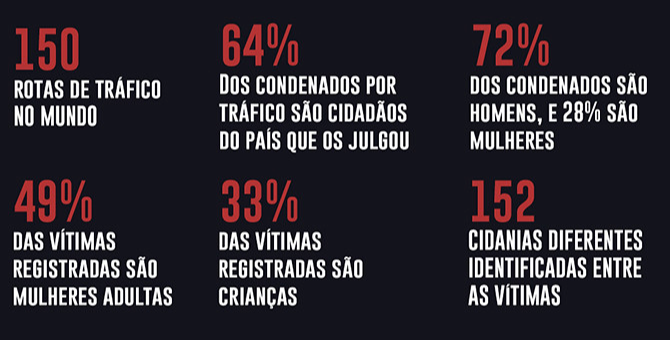 150
ROTAS DE TRÁFICO
NO MUNDO
64%
DOS CONDENADOS POR
TRÁFICO SÃO CIDADÃOS
DO PAÍS QUE OS JULGOU
72%
DOS CONDENADOS SÃO
HOMENS, E 28% SÃO
MULHERES
49%
DAS VÍTIMAS
REGISTRADAS SÃO
MULHERES ADULTAS
33%
DAS VÍTIMAS
REGISTRADAS SÃO
CRIANÇAS
152
CIDANIAS DIFERENTES
IDENTIFICADAS ENTRE
AS VÍTIMAS